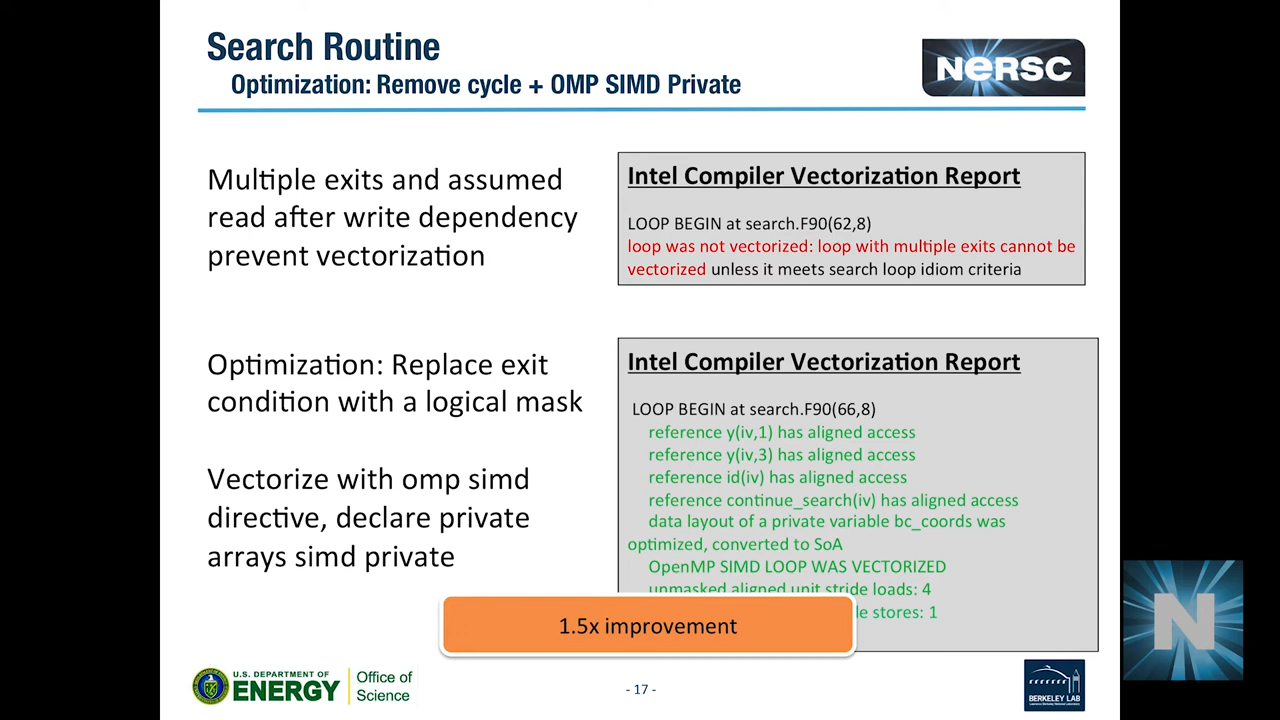 Search Routine
Optimization: Remove cycle + OMP SIMD Private
NERSC
Multiple exits and assumed
read after write dependency
prevent vectorization
Intel Compiler Vectorization Report
LOOP BEGIN at search.F90(62,8)
loop was not vectorized: loop with multiple exits cannot be
vectorized unless it meets search loop idiom criteria
Optimization: Replace exit
condition with a logical mask
Vectorize with omp simd
directive, declare private
arrays simd private
Intel Compiler Vectorization Report
LOOP BEGIN at search.F90(66,8)
reference y(iv,1) has aligned access
reference y(iv,3) has aligned access
reference id(iv) has aligned access
reference continue_search(iv) has aligned access
data layout of a private variable bc_coords was
optimized, converted to SoA
OpenMP SIMD LOOP WAS VECTORIZED
unmasked aligned unit stride loads: 4
stores: 1
1.5x improvement
U.S. DEPARTMENT OF
ENERGY
Office of
Science
- 17 -
BERKELEY LAB
N